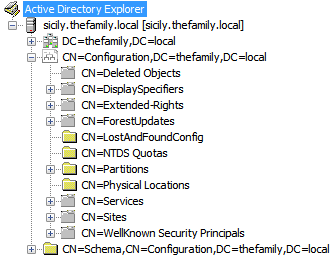 Active Directory Explorer
sicily.thefamily.local [sicily.thefamily.local]
DC=thefamily,DC=local
CN=Configuration,DC=thefamily,DC=local
CN=Deleted Objects
CN=DisplaySpecifiers
CN=Extended-Rights
CN=ForestUpdates
CN=LostAndFoundConfig
CN=NTDS Quotas
CN=Partitions
CN=Physical Locations
CN=Services
CN=Sites
CN=WellKnown Security Principals
CN=Schema,CN=Configuration,DC=thefamily,DC=local